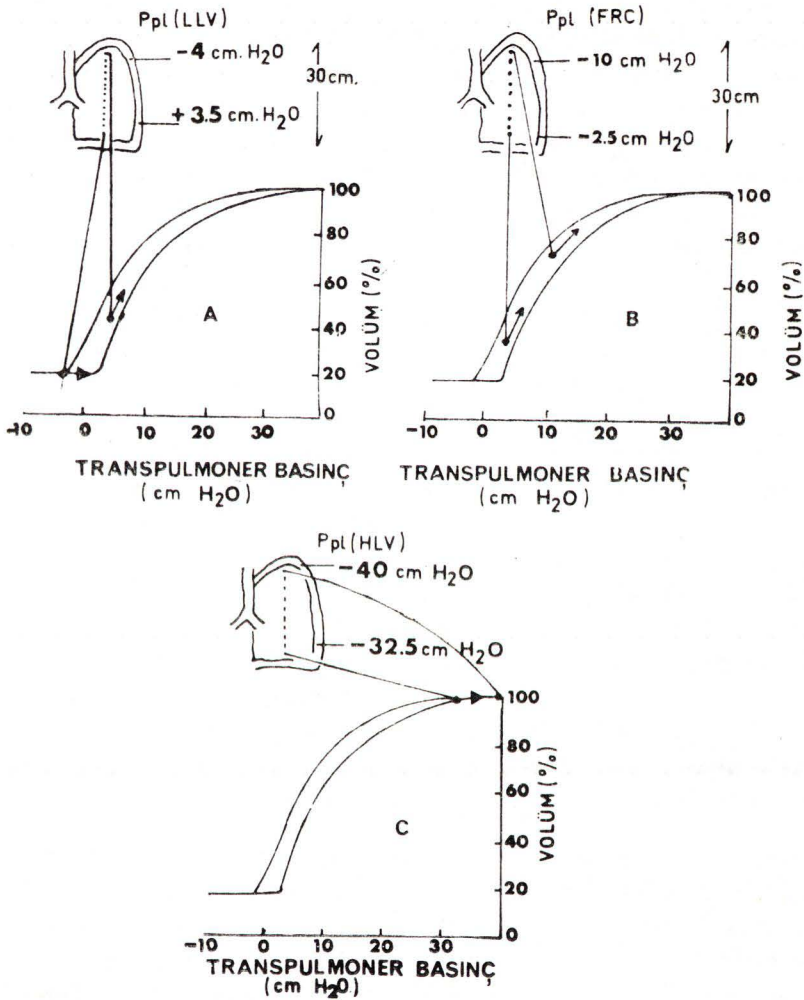 Ppl (LLV)
-4 cm. H2O
30 cm.
+ 3.5 cm. H2O
100
80
60
40
20
0
VOLÜM (%)
A
-10 0 10 20 30
TRANSPULMONER BASINÇ
(cm H2O)
Ppl (FRC)
-10 cm H2O
30 cm
-2.5 cm H2O
100
80
60
40
20
0
VOLÜM (%)
B
-10 0 10 20 30
TRANSPULMONER BASINÇ
(cm H2O)
Ppl (HLV)
-40 cm H2O
-32.5 cm H2O
100
80
60
40
20
0
VOLÜM (%)
C
-10 0 10 20 30
TRANSPULMONER BASINÇ
(cm H2O)